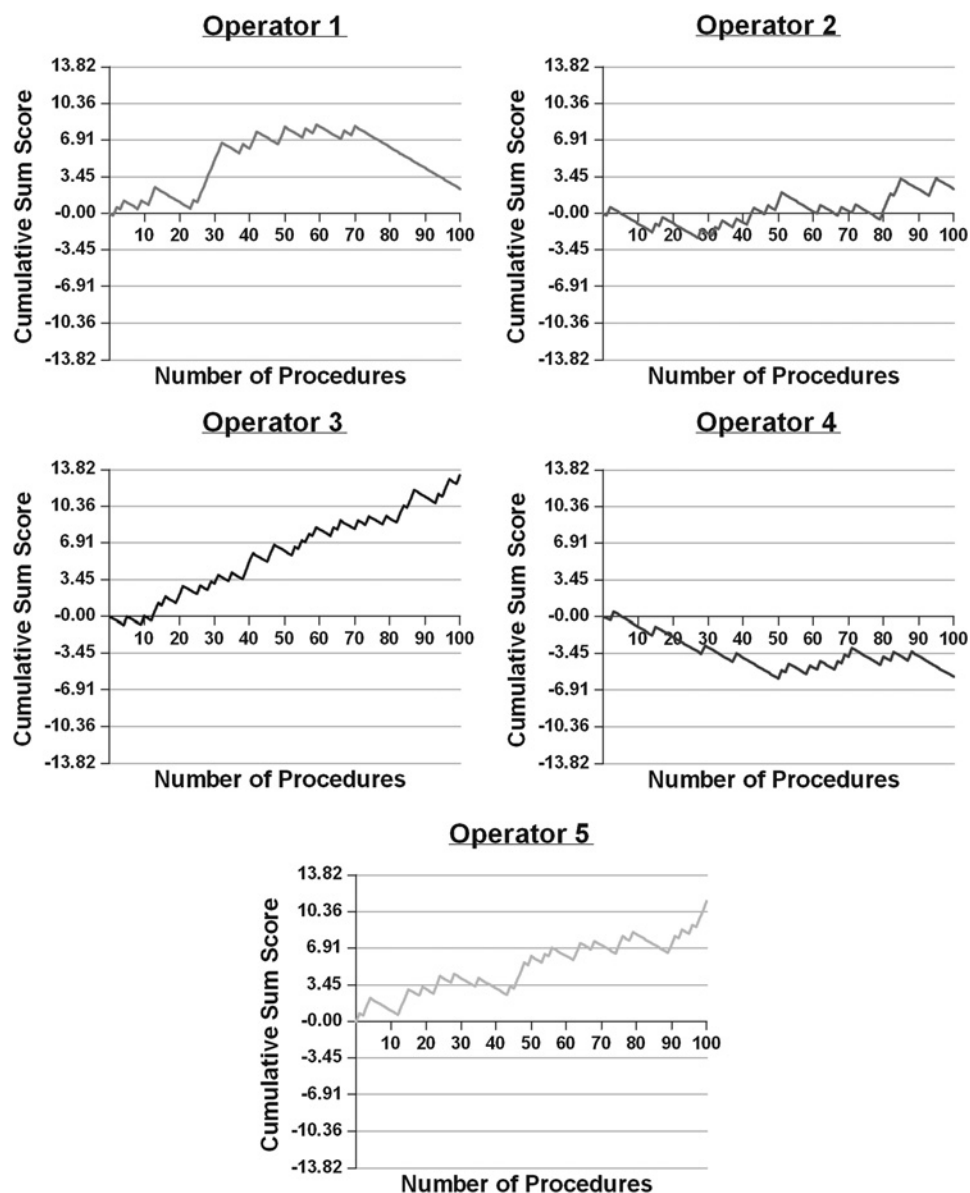 Operator 1
13.82
10.36
6.91
3.45
-0.00
-3.45
-6.91
-10.36
-13.82
10 20 30 40 50 60 70 80 90 100
Cumulative Sum Score
Number of Procedures
Operator 2
13.82
10.36
6.91
3.45
-0.00
-3.45
-6.91
-10.36
-13.82
10 20 30 40 50 60 70 80 90 100
Cumulative Sum Score
Number of Procedures
Operator 3
13.82
10.36
6.91
3.45
-0.00
-3.45
-6.91
-10.36
-13.82
10 20 30 40 50 60 70 80 90 100
Cumulative Sum Score
Number of Procedures
Operator 4
13.82
10.36
6.91
3.45
-0.00
-3.45
-6.91
-10.36
-13.82
10 20 30 40 50 60 70 80 90 100
Cumulative Sum Score
Number of Procedures
Operator 5
13.82
10.36
6.91
3.45
-0.00
-3.45
-6.91
-10.36
-13.82
10 20 30 40 50 60 70 80 90 100
Cumulative Sum Score
Number of Procedures